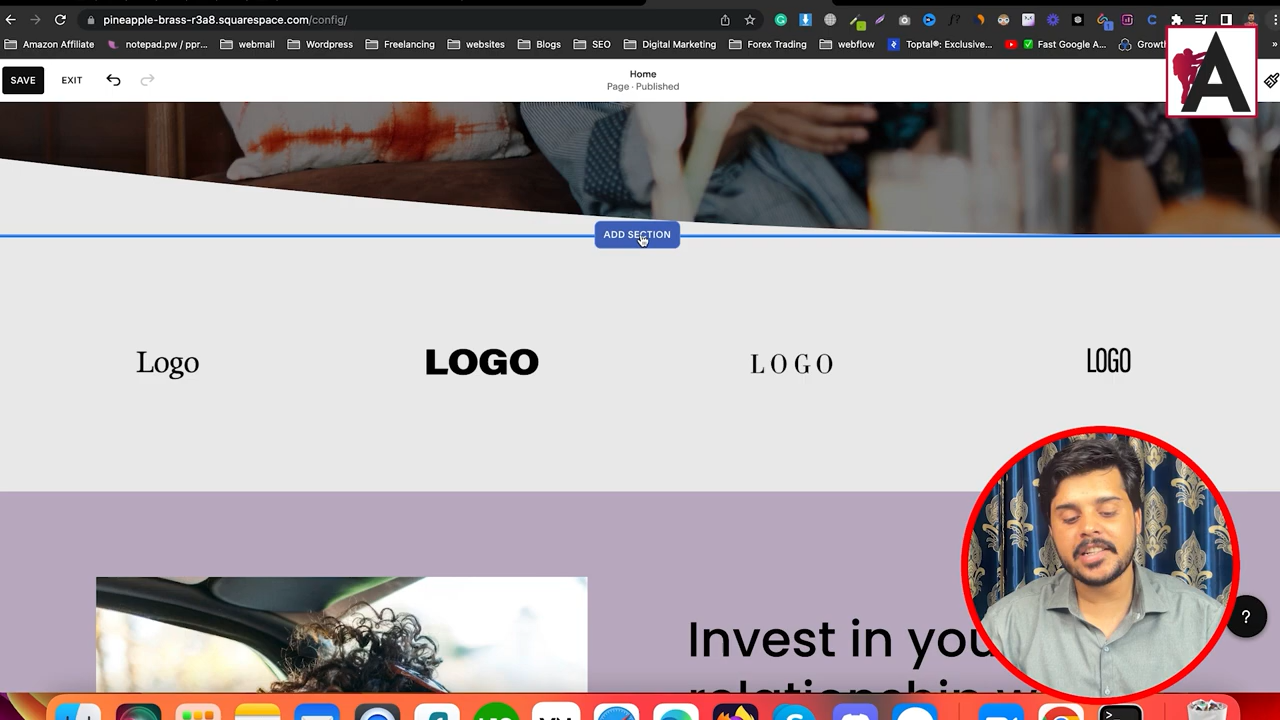 pineapple-brass-r3a8.squarespace.com/config/
Amazon Affiliate
notepad.pw / ppr...
webmail
Wordpress
Freelancing
websites
Blogs
SEO
Digital Marketing
Forex Trading
webflow
Toptal®: Exclusive...
Fast Google A...
Growth
»
A
SAVE
EXIT
Home
Page · Published
ADD SECTION
Logo
LOGO
LOGO
LOGO
Invest in you
relationship w
?